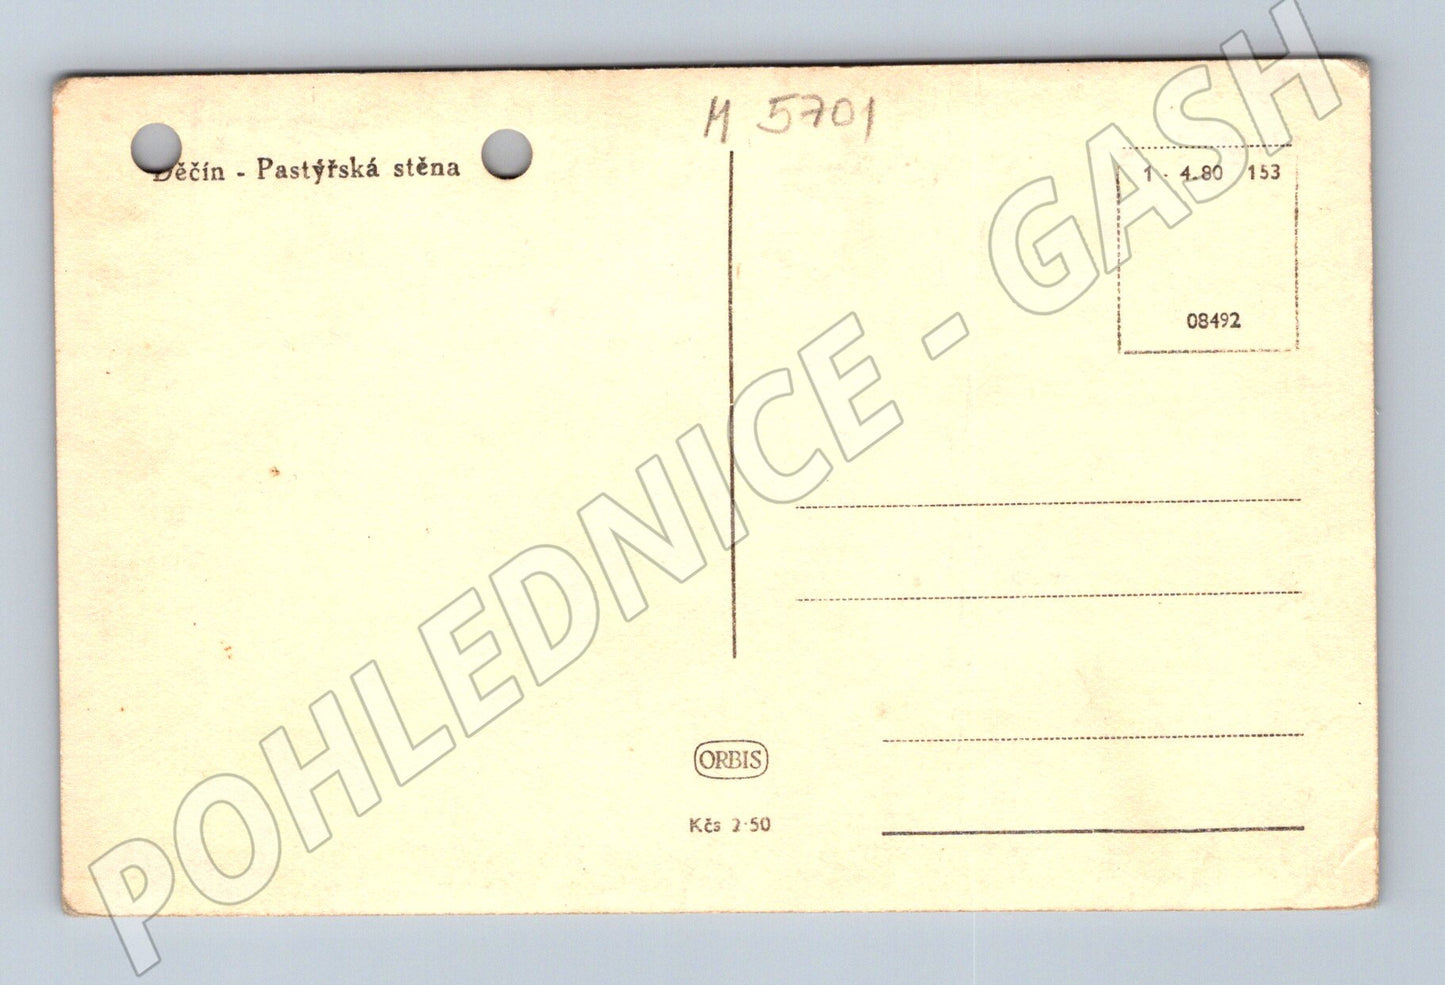 M 5701
Děčín - Pastýřská stěna
1 - 4.80 153
08492
ORBIS
Kčs 2·50
POHLEDNICE - GASH